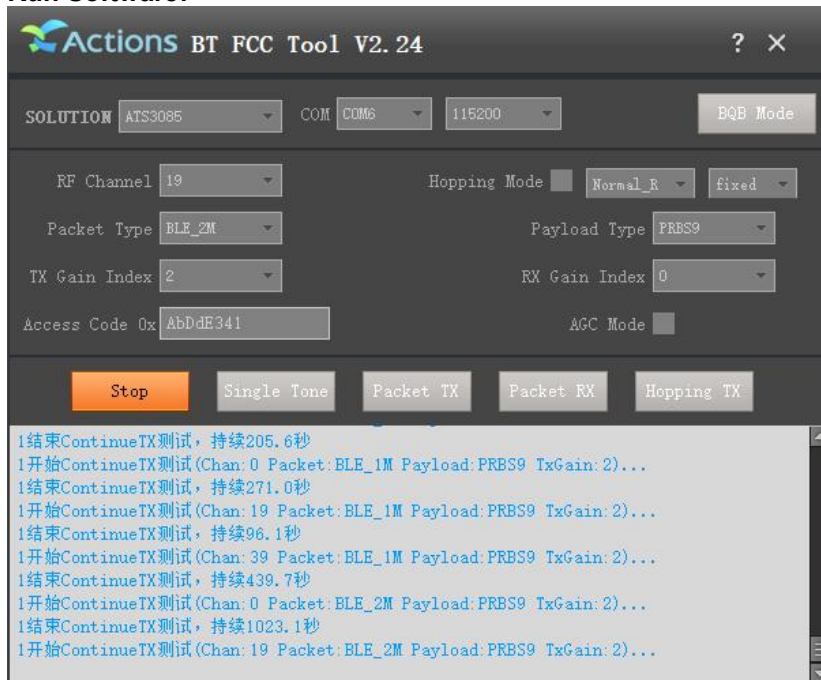 Actions BT FCC Tool V2.24 ? ×
SOLUTION ATS3085 COM COM6 115200 BQB Mode
RF Channel 19 Hopping Mode Normal_R fixed
Packet Type BLE_2M Payload Type PRBS9
TX Gain Index 2 RX Gain Index 0
Access Code 0x AbDdE341 AGC Mode
Stop Single Tone Packet TX Packet RX Hopping TX
1结束ContinueTX测试，持续205.6秒
1开始ContinueTX测试(Chan:0 Packet:BLE_1M Payload:PRBS9 TxGain:2)...
1结束ContinueTX测试，持续271.0秒
1开始ContinueTX测试(Chan:19 Packet:BLE_1M Payload:PRBS9 TxGain:2)...
1结束ContinueTX测试，持续96.1秒
1开始ContinueTX测试(Chan:39 Packet:BLE_1M Payload:PRBS9 TxGain:2)...
1结束ContinueTX测试，持续439.7秒
1开始ContinueTX测试(Chan:0 Packet:BLE_2M Payload:PRBS9 TxGain:2)...
1结束ContinueTX测试，持续1023.1秒
1开始ContinueTX测试(Chan:19 Packet:BLE_2M Payload:PRBS9 TxGain:2)...